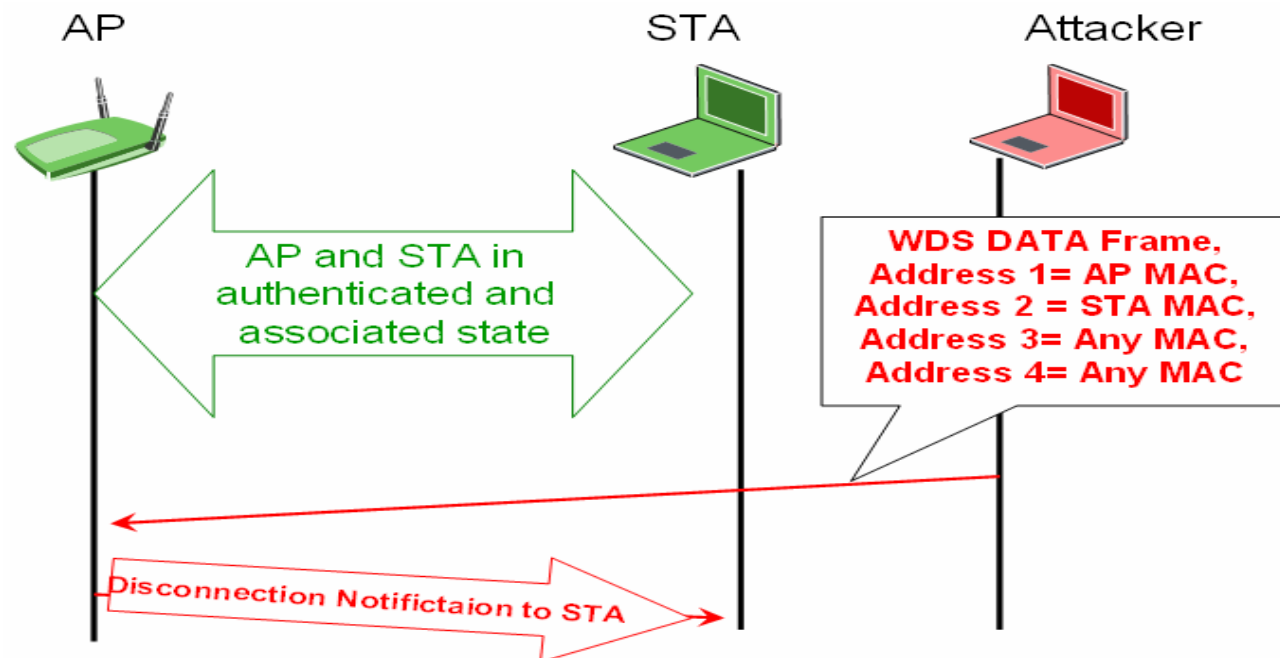 AP
STA
Attacker
AP and STA in
authenticated and
associated state
WDS DATA Frame,
Address 1= AP MAC,
Address 2 = STA MAC,
Address 3= Any MAC,
Address 4= Any MAC
Disconnection Notifictaion to STA